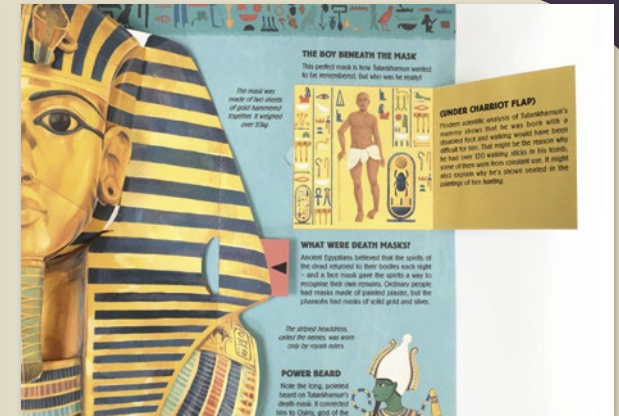 THE BOY BENEATH THE MASK
This perfect mask is how Tutankhamun wanted
to be remembered. But who was he really?
The mask was
made of two sheets
of gold hammered
together. It weighed
over 10kg.
(UNDER CHARRIOT FLAP)
Modern scientific analysis of Tutankhamun's
mummy shows that he was born with a
disabled foot and walking would have been
difficult for him. That might be the reason why
he had over 130 walking sticks in his tomb,
some of them worn from constant use. It might
also explain why he's shown seated in the
paintings of him hunting.
WHAT WERE DEATH MASKS?
Ancient Egyptians believed that the spirits of
the dead returned to their bodies each night
– and a face mask gave the spirits a way to
recognise their own remains. Ordinary people
had masks made of painted plaster, but the
pharaohs had masks of solid gold and silver.
The striped headdress,
called the nemes, was worn
only by royals rulers.
POWER BEARD
Note the long, pointed
beard on Tutankhamun's
death mask. It connected
him to Osiris, god of the